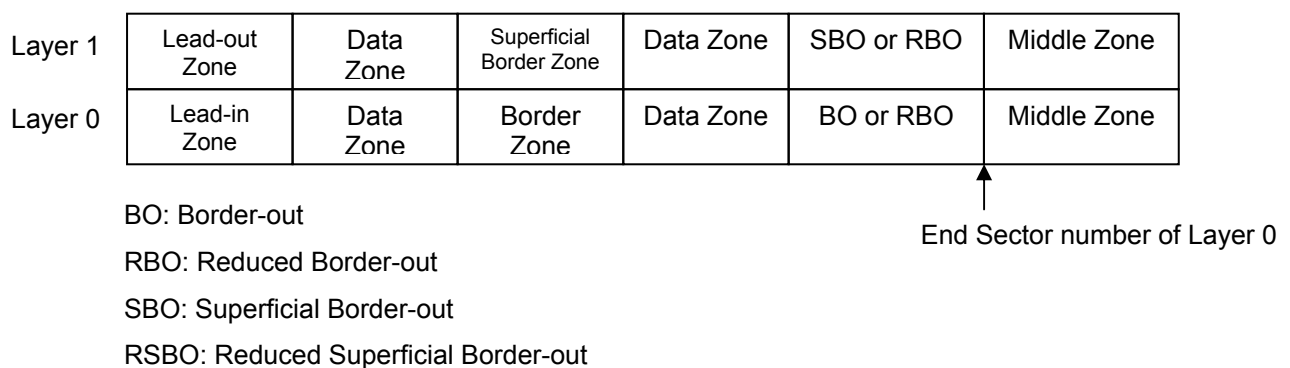 Layer 1
Lead-out
Zone
Data
Zone
Superficial
Border Zone
Data Zone
SBO or RBO
Middle Zone
Layer 0
Lead-in
Zone
Data
Zone
Border
Zone
Data Zone
BO or RBO
Middle Zone
BO: Border-out
End Sector number of Layer 0
RBO: Reduced Border-out
SBO: Superficial Border-out
RSBO: Reduced Superficial Border-out